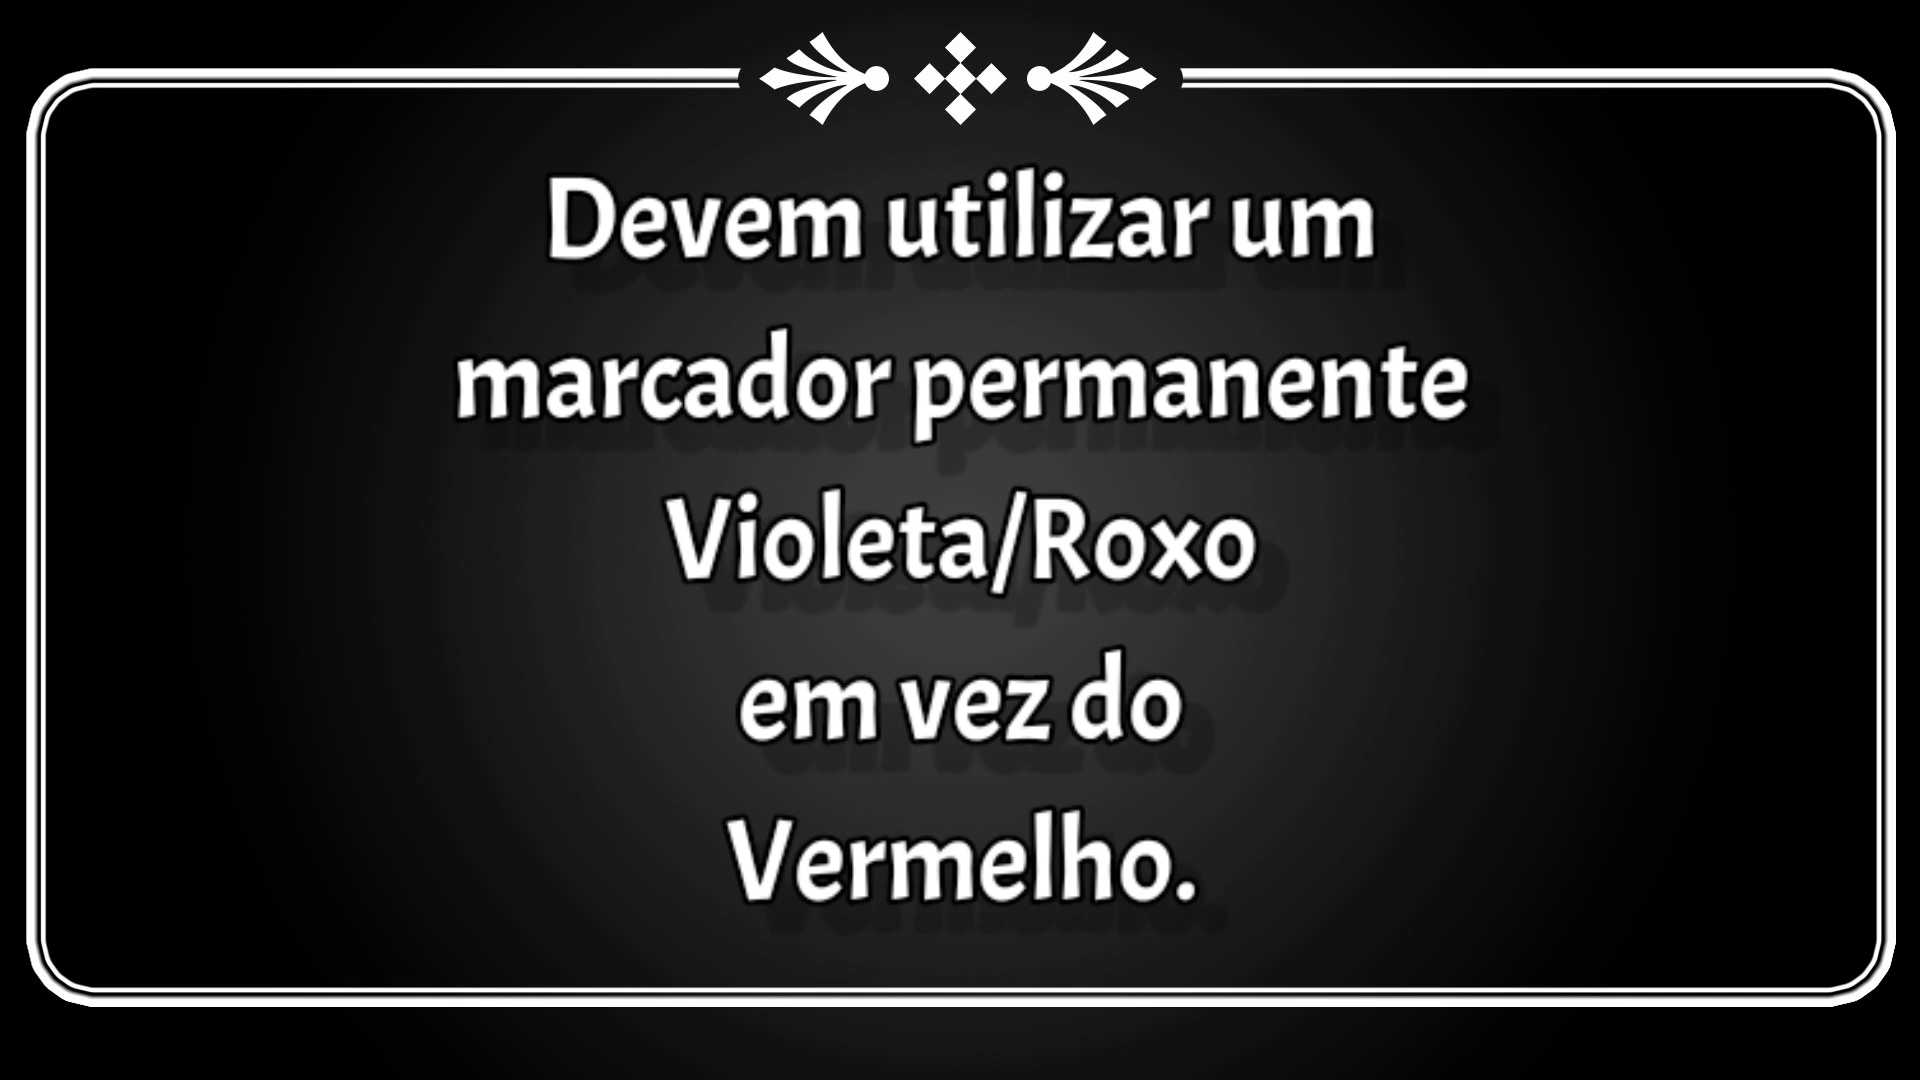 Devem utilizar um
marcador permanente
Violeta/Roxo
em vez do
Vermelho.